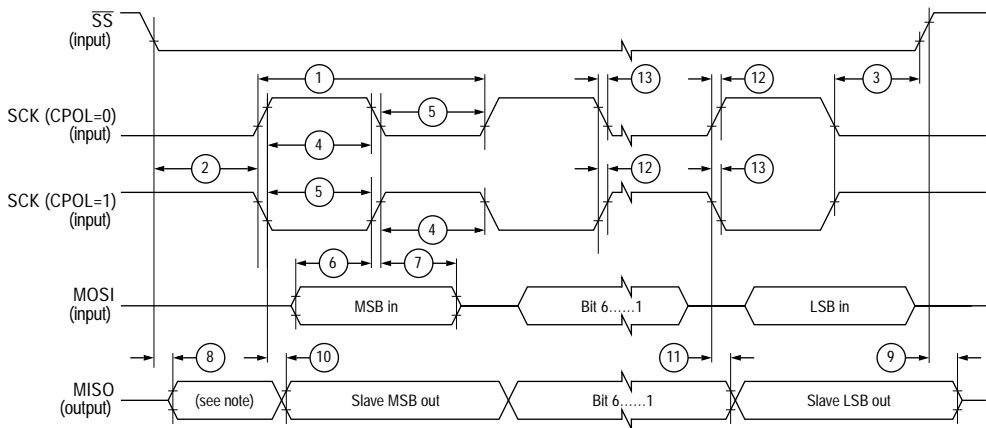 SS
(input)
1
13
12
3
SCK (CPOL=0)
(input)
5
4
2
12
13
5
SCK (CPOL=1)
(input)
4
6
7
MOSI
(input)
MSB in
Bit 6......1
LSB in
8
10
11
9
MISO
(output)
(see note)
Slave MSB out
Bit 6......1
Slave LSB out